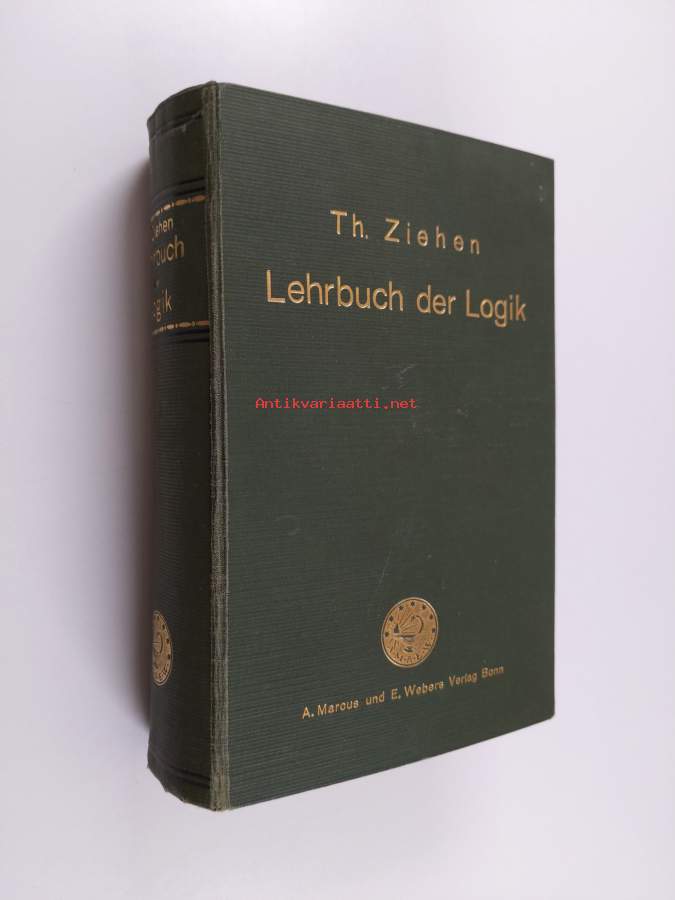 Th. Ziehen
Lehrbuch der Logik
Antikvariaatti.net
A. Marcus und E. Webers Verlag Bonn